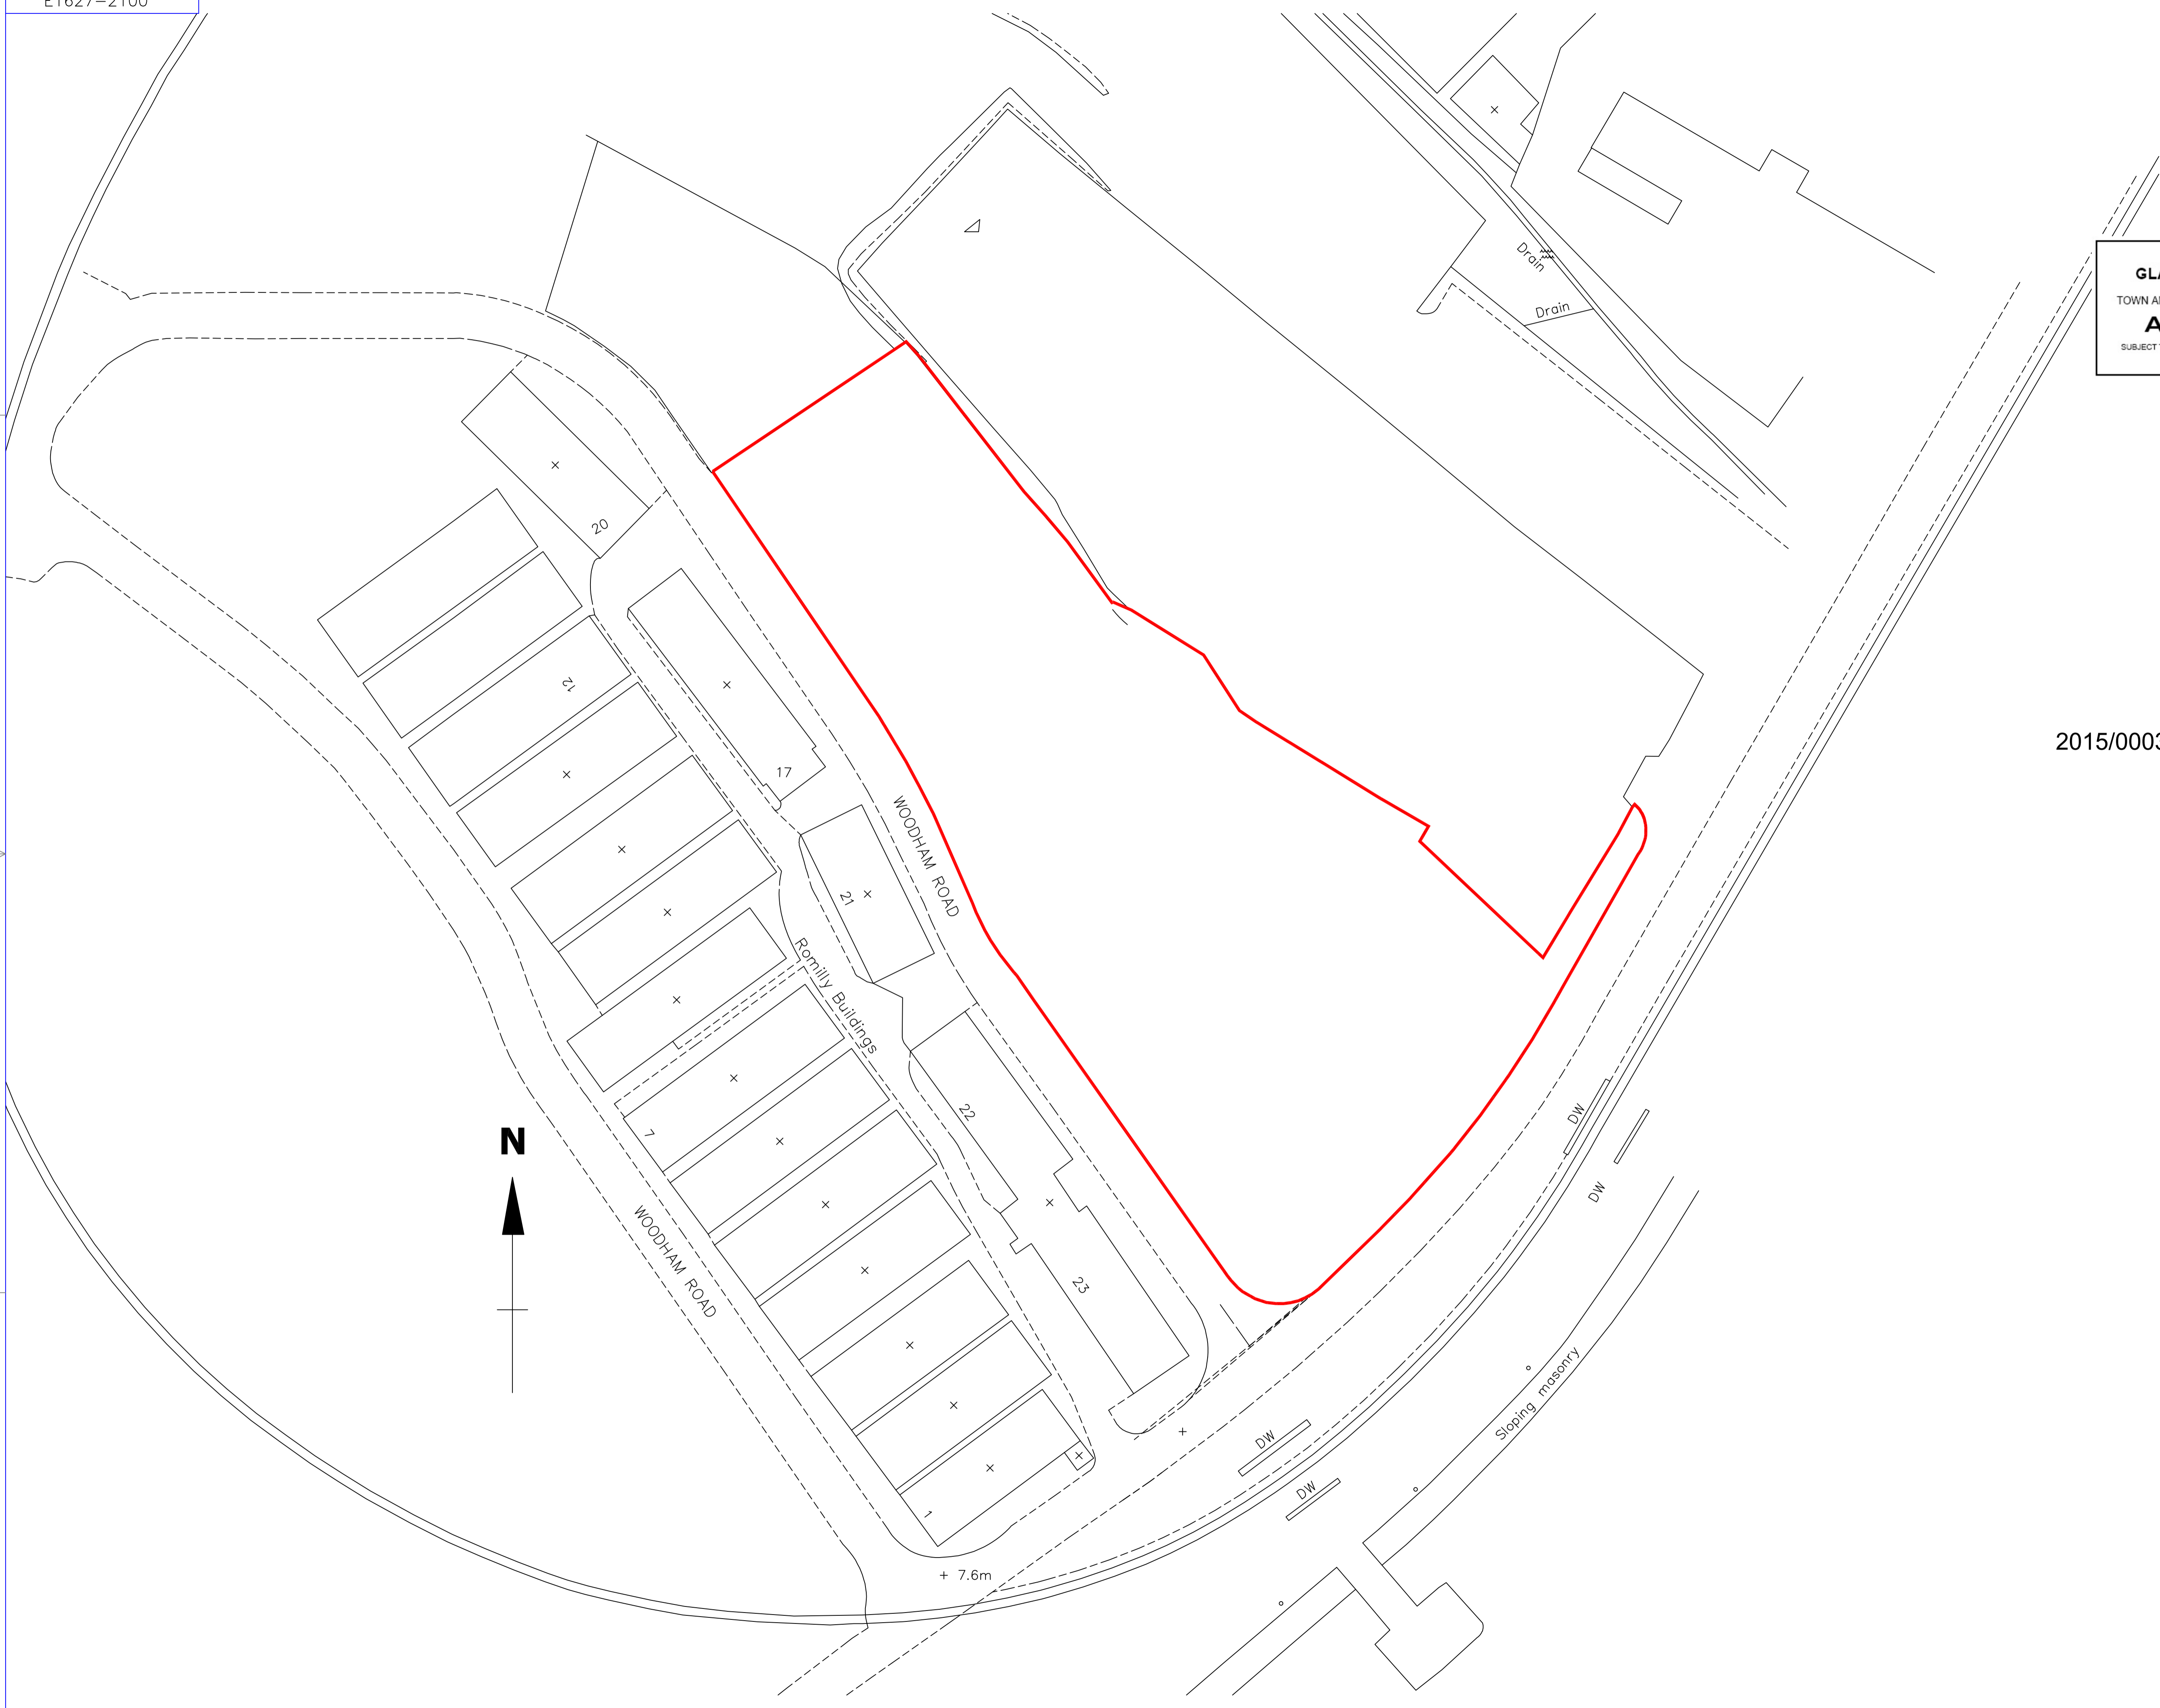 E1627-2100
Drain
Drain
GLA
TOWN A
A
SUBJECT
20
12
17
2015/0003
WOODHAM ROAD
21
Romilly Buildings
22
7
N
DW
DW
WOODHAM ROAD
23
Sloping masonry
DW
DW
1
7.6m